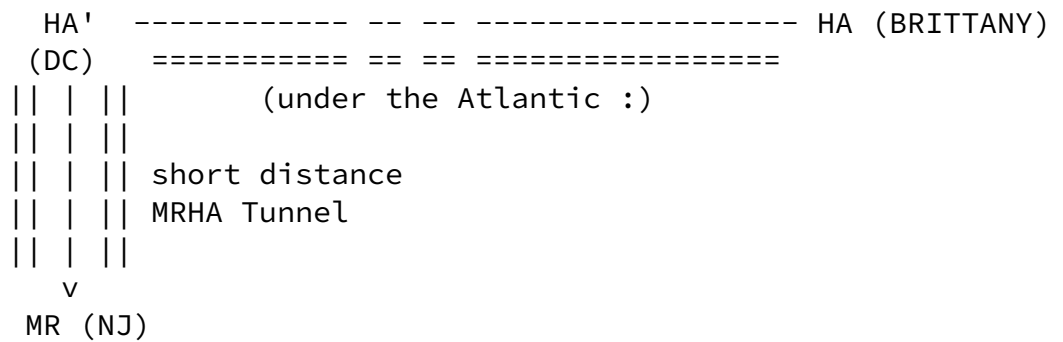 HA' ------------ -- -- ------------------ HA (BRITTANY)
(DC) =========== == == =================
|| | || (under the Atlantic :)
|| | ||
|| | || short distance
|| | || MRHA Tunnel
|| | ||
v
MR (NJ)